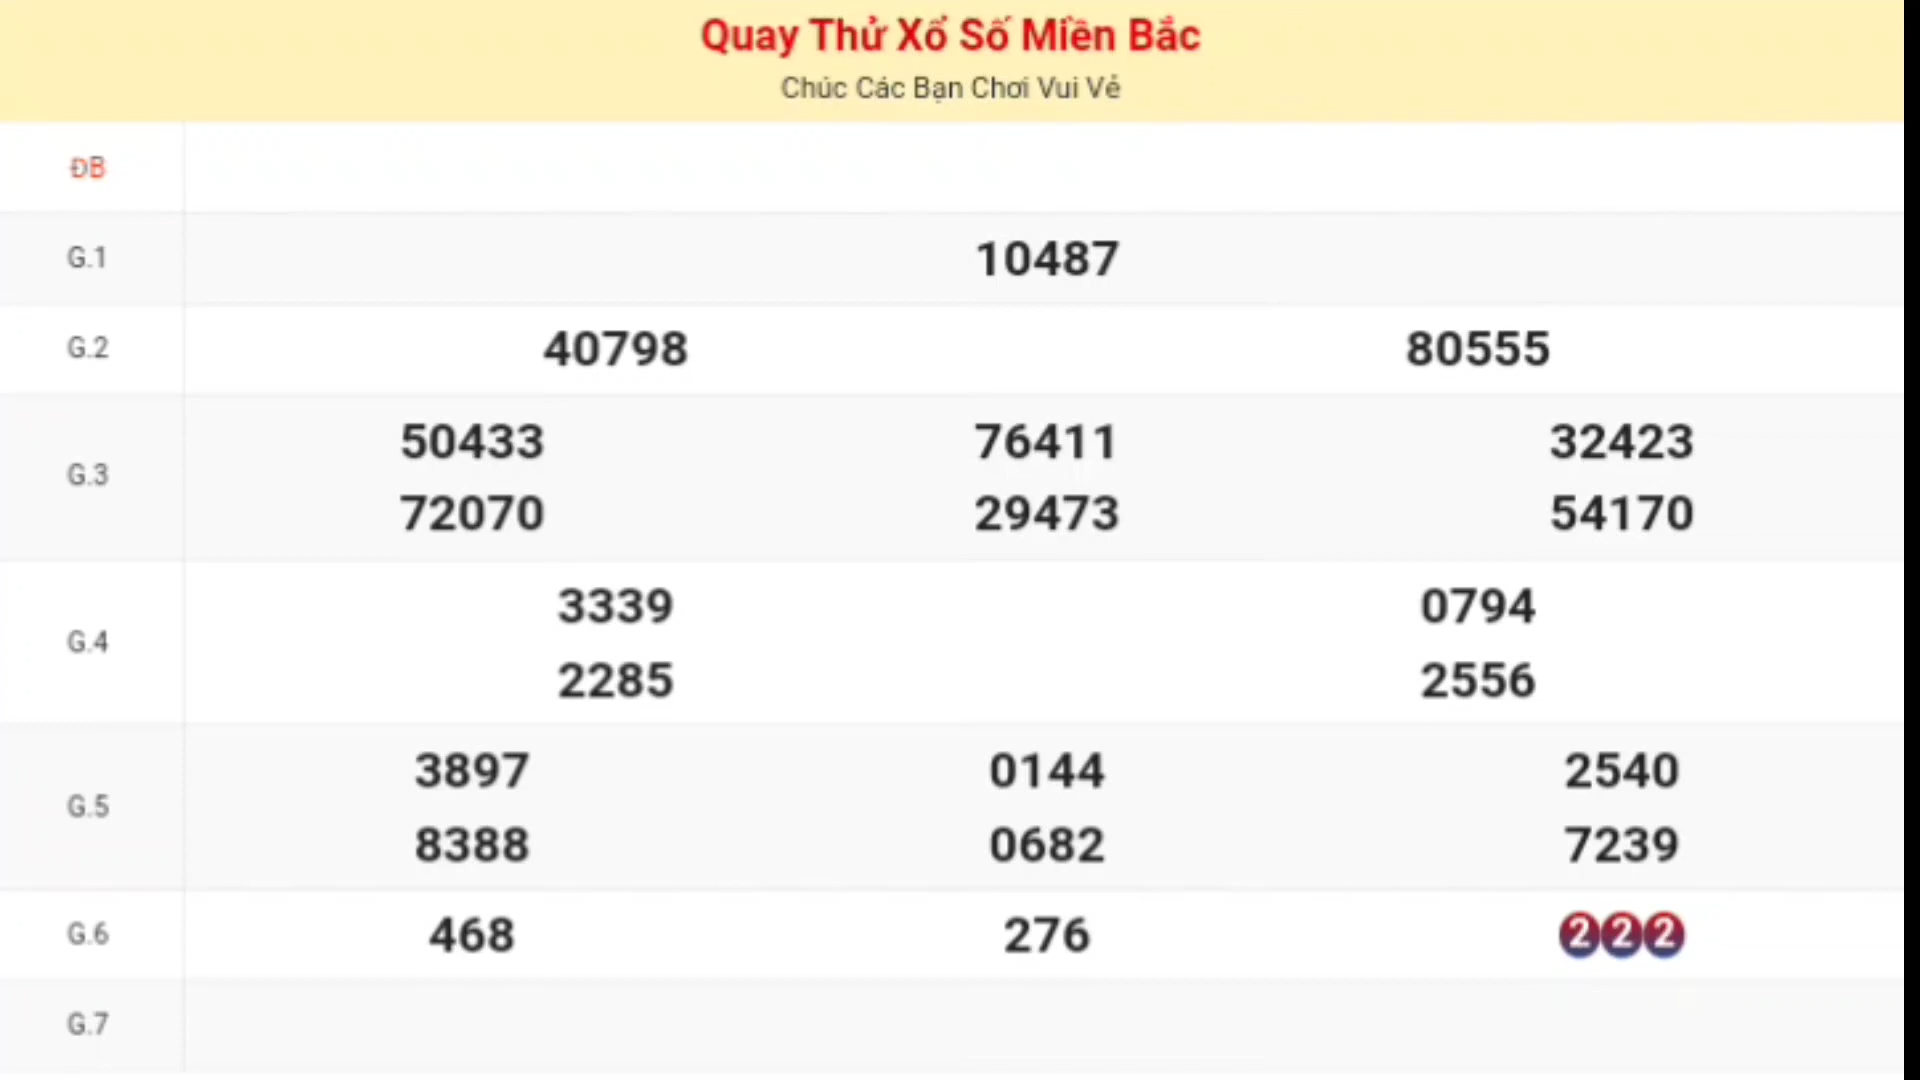 Quay Thử Xổ Số Miền Bắc
Chúc Các Bạn Chơi Vui Vẻ
ĐB
G.1 10487
G.2 40798 80555
G.3 50433 76411 32423
72070 29473 54170
G.4 3339 0794
2285 2556
G.5 3897 0144 2540
8388 0682 7239
G.6 468 276 222
G.7